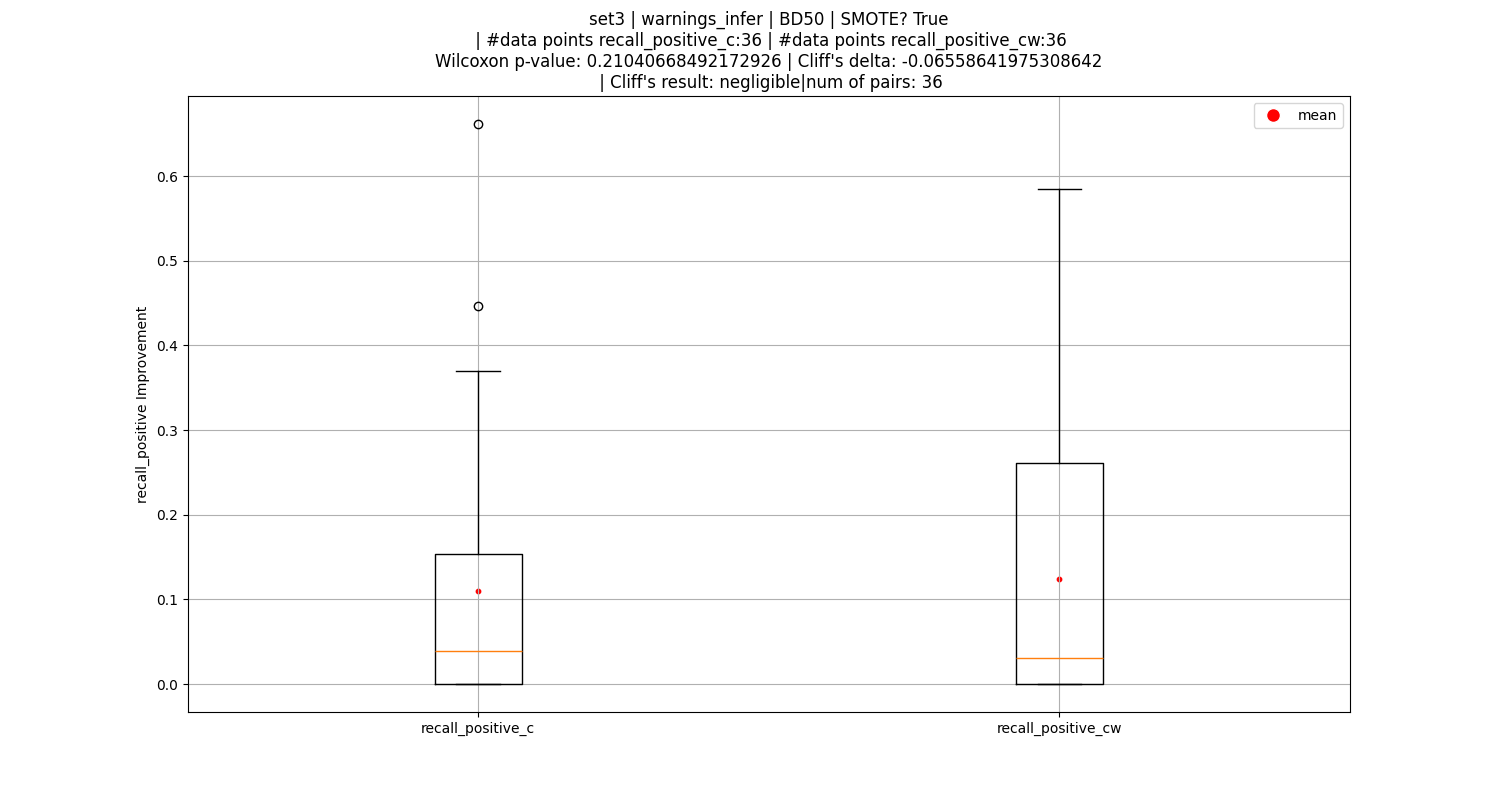 set3 | warnings_infer | BD50 | SMOTE? True
| #data points recall_positive_c:36 | #data points recall_positive_cw:36
Wilcoxon p-value: 0.21040668492172926 | Cliff's delta: -0.06558641975308642
| Cliff's result: negligible|num of pairs: 36
mean
0.6
0.5
0.4
0.3
0.2
0.1
0.0
recall_positive Improvement
recall_positive_c
recall_positive_cw